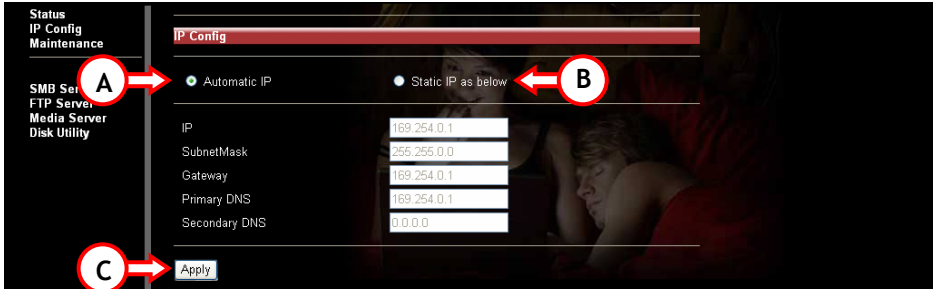 Status
IP Config
Maintenance
IP Config
A
Automatic IP
Static IP as below
B
SMB Ser
FTP Server
Media Server
Disk Utility
IP 169.254.0.1
SubnetMask 255.255.0.0
Gateway 169.254.0.1
Primary DNS 169.254.0.1
Secondary DNS 0.0.0.0
C
Apply